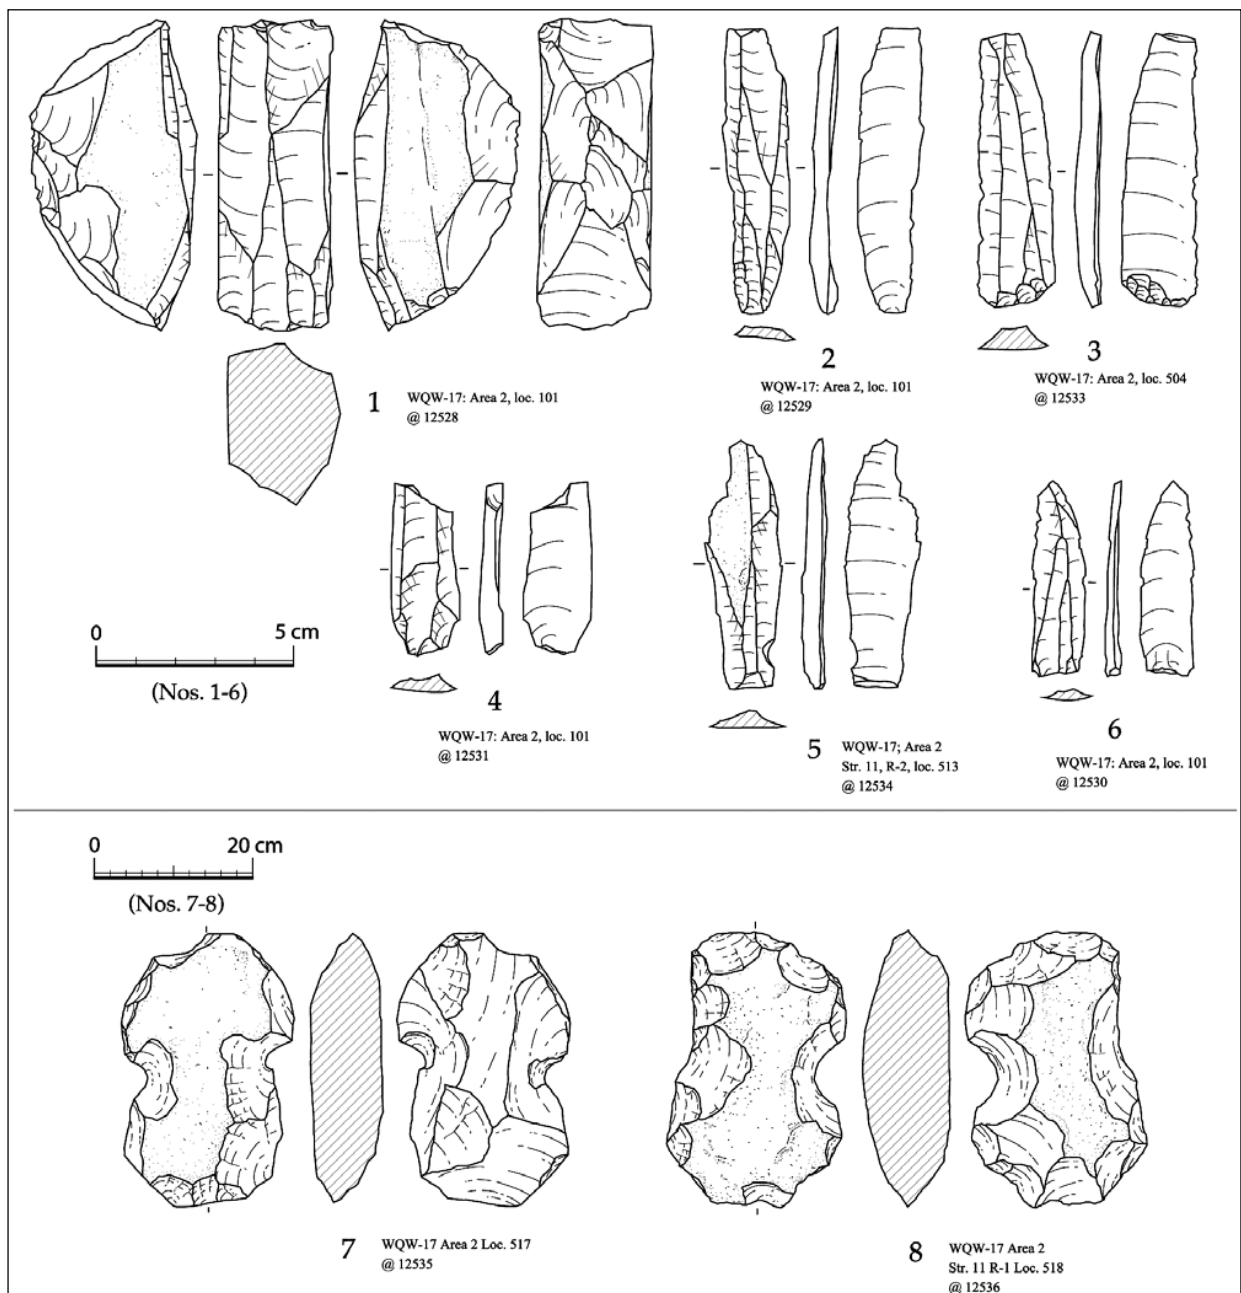 1
WQW-17: Area 2, loc. 101
@ 12528
2
WQW-17: Area 2, loc. 101
@ 12529
3
WQW-17: Area 2, loc. 504
@ 12533
0 5 cm
(Nos. 1-6)
4
WQW-17: Area 2, loc. 101
@ 12531
5
WQW-17; Area 2
Str. 11, R-2, loc. 513
@ 12534
6
WQW-17: Area 2, loc. 101
@ 12530
0 20 cm
(Nos. 7-8)
7
WQW-17 Area 2 Loc. 517
@ 12535
8
WQW-17 Area 2
Str. 11 R-1 Loc. 518
@ 12536